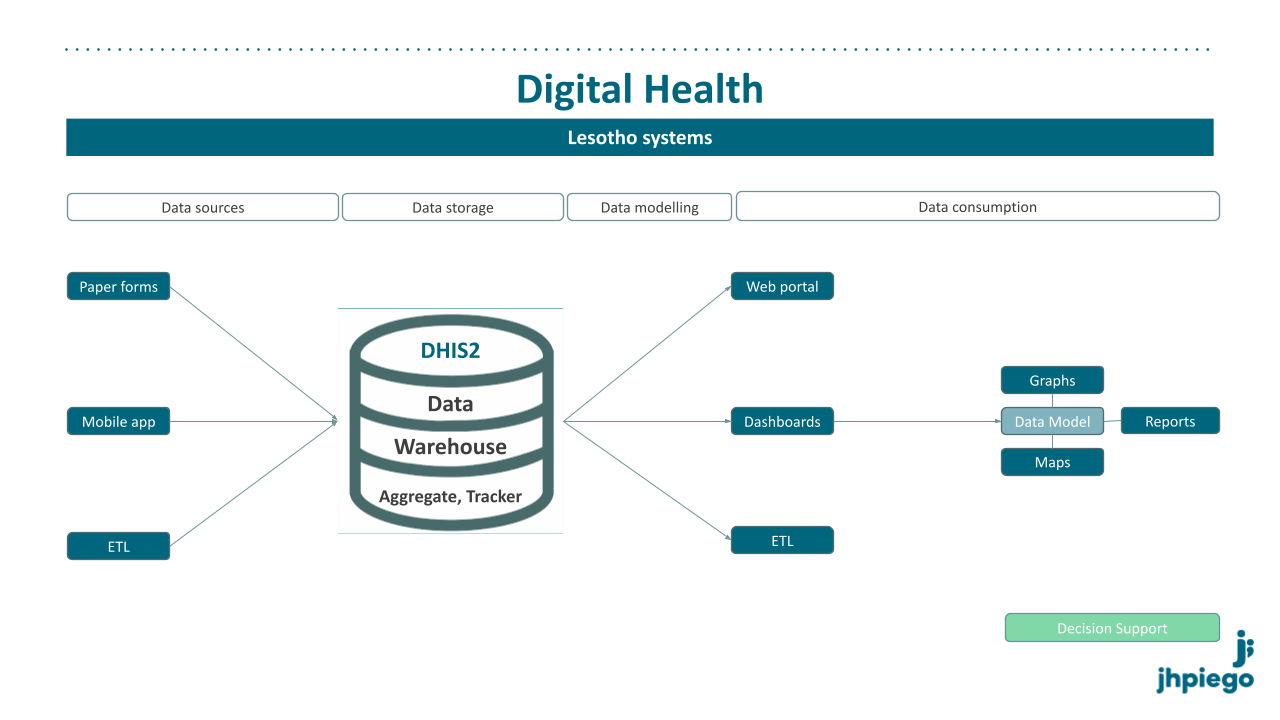 Digital Health
Lesotho systems
Data sources
Data storage
Data modelling
Data consumption
Paper forms
Mobile app
ETL
DHIS2
Data
Warehouse
Aggregate, Tracker
Web portal
Dashboards
ETL
Graphs
Data Model
Reports
Maps
Decision Support
jhpiego